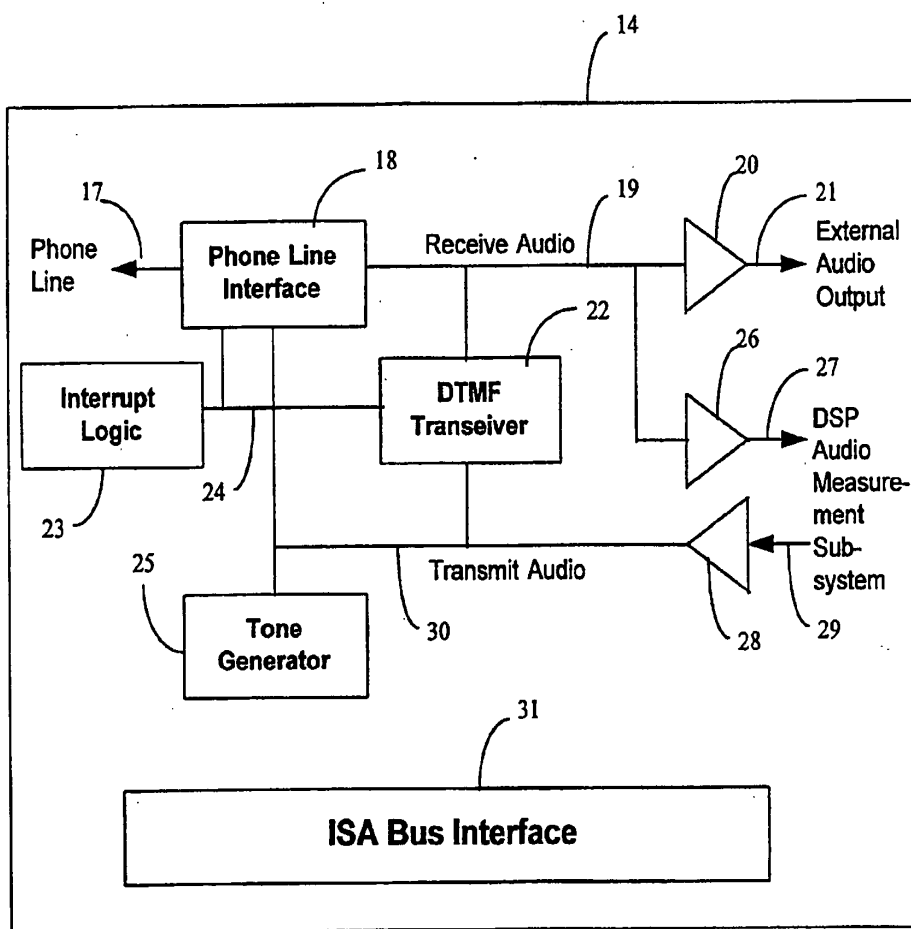 14
17
18
19
20
21
Phone
Line
Phone Line
Interface
Receive Audio
External
Audio
Output
22
26
27
Interrupt
Logic
DTMF
Transeiver
DSP
Audio
Measure-
ment
Sub-
system
23
24
25
Transmit Audio
30
28
29
Tone
Generator
31
ISA Bus Interface